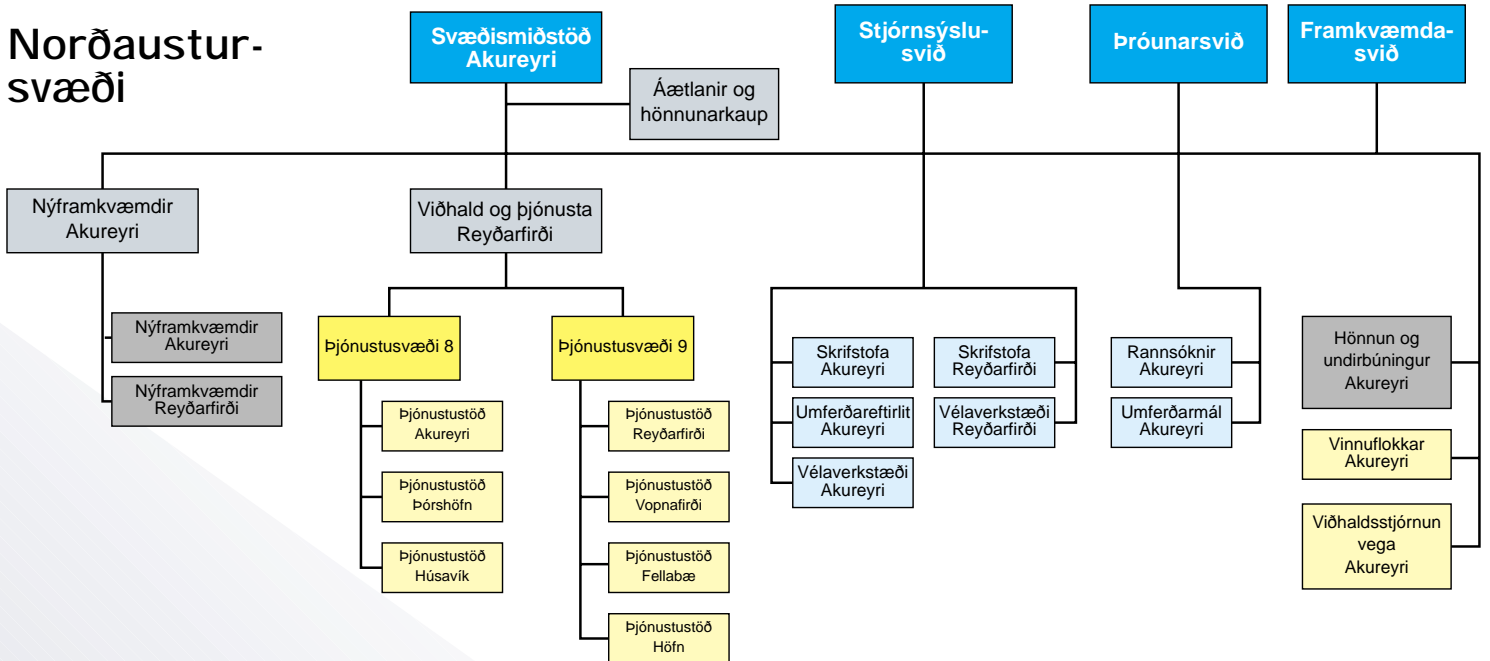 Norðaustur-
svæði
Svæðismiðstöð
Akureyri
Stjórnsýslu-
svið
Þróunarsvið
Framkvæmda-
svið
Áætlanir og
hönnunarkaup
Nýframkvæmdir
Akureyri
Viðhald og þjónusta
Reyðarfirði
Nýframkvæmdir
Akureyri
Nýframkvæmdir
Reyðarfirði
Þjónustusvæði 8
Þjónustustöð
Akureyri
Þjónustustöð
Þórshöfn
Þjónustustöð
Húsavík
Þjónustusvæði 9
Þjónustustöð
Reyðarfirði
Þjónustustöð
Vopnafirði
Þjónustustöð
Fellabæ
Þjónustustöð
Höfn
Skrifstofa
Akureyri
Umferðareftirlit
Akureyri
Vélaverkstæði
Akureyri
Skrifstofa
Reyðarfirði
Vélaverkstæði
Reyðarfirði
Rannsóknir
Akureyri
Umferðarmál
Akureyri
Hönnun og
undirbúningur
Akureyri
Vinnuflokkar
Akureyri
Viðhaldsstjórnun
vega
Akureyri